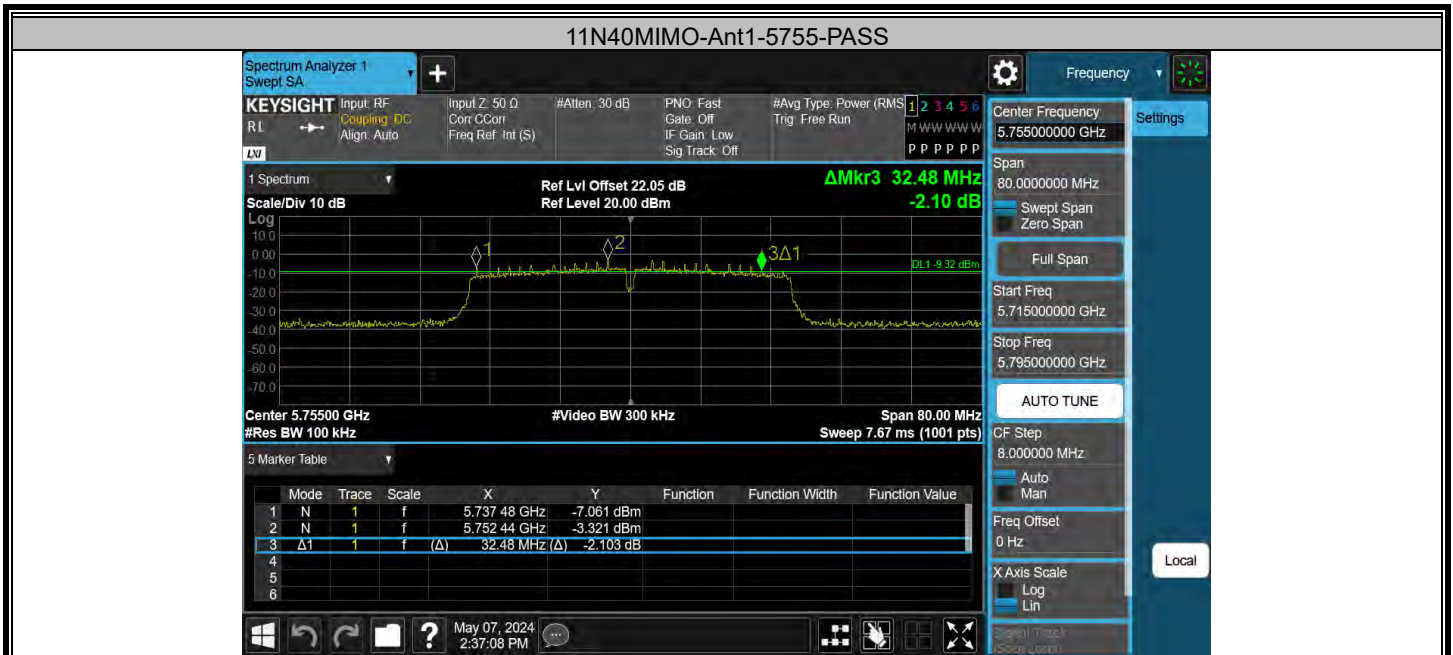 11N40MIMO-Ant1-5755-PASS
Spectrum Analyzer 1
Swept SA
+
Frequency
KEYSIGHT
RL
LXI
Input: RF
Coupling: DC
Align: Auto
Input Z: 50 Ω
Corr CCorr
Freq Ref: Int (S)
#Atten: 30 dB
PNO: Fast
Gate: Off
IF Gain: Low
Sig Track: Off
#Avg Type: Power (RMS
Trig: Free Run
1 2 3 4 5 6
M W W W W W
P P P P P P
1 Spectrum
Scale/Div 10 dB
Ref Lvl Offset 22.05 dB
Ref Level 20.00 dBm
ΔMkr3 32.48 MHz
-2.10 dB
Log
10.0
0.00
-10.0
-20.0
-30.0
-40.0
-50.0
-60.0
-70.0
1
2
3Δ1
DL1 -9.32 dBm
Center 5.75500 GHz
#Video BW 300 kHz
Span 80.00 MHz
#Res BW 100 kHz
Sweep 7.67 ms (1001 pts)
5 Marker Table
Mode Trace Scale X Y Function Function Width Function Value
1 N 1 f 5.737 48 GHz -7.061 dBm
2 N 1 f 5.752 44 GHz -3.321 dBm
3 Δ1 1 f (Δ) 32.48 MHz (Δ) -2.103 dB
4
5
6
May 07, 2024
2:37:08 PM
?
Center Frequency
5.755000000 GHz
Settings
Span
80.0000000 MHz
Swept Span
Zero Span
Full Span
Start Freq
5.715000000 GHz
Stop Freq
5.795000000 GHz
AUTO TUNE
CF Step
8.000000 MHz
Auto
Man
Freq Offset
0 Hz
X Axis Scale
Log
Lin
Local